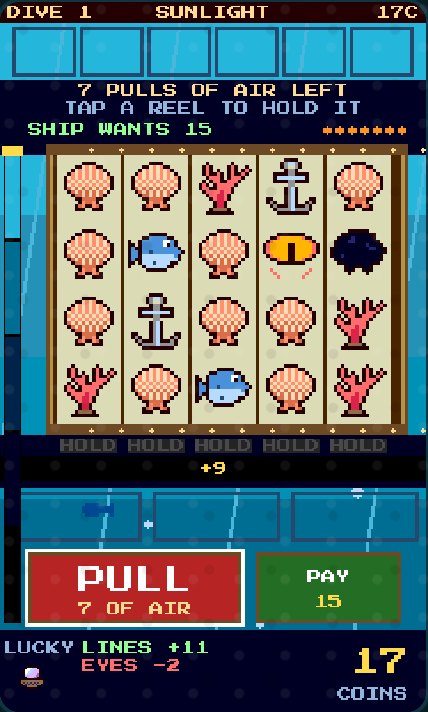 DIVE 1 SUNLIGHT 17C
7 PULLS OF AIR LEFT
TAP A REEL TO HOLD IT
SHIP WANTS 15
HOLD HOLD HOLD HOLD HOLD
+9
PULL
7 OF AIR
PAY
15
LUCKY LINES +11
EYES -2
17
COINS